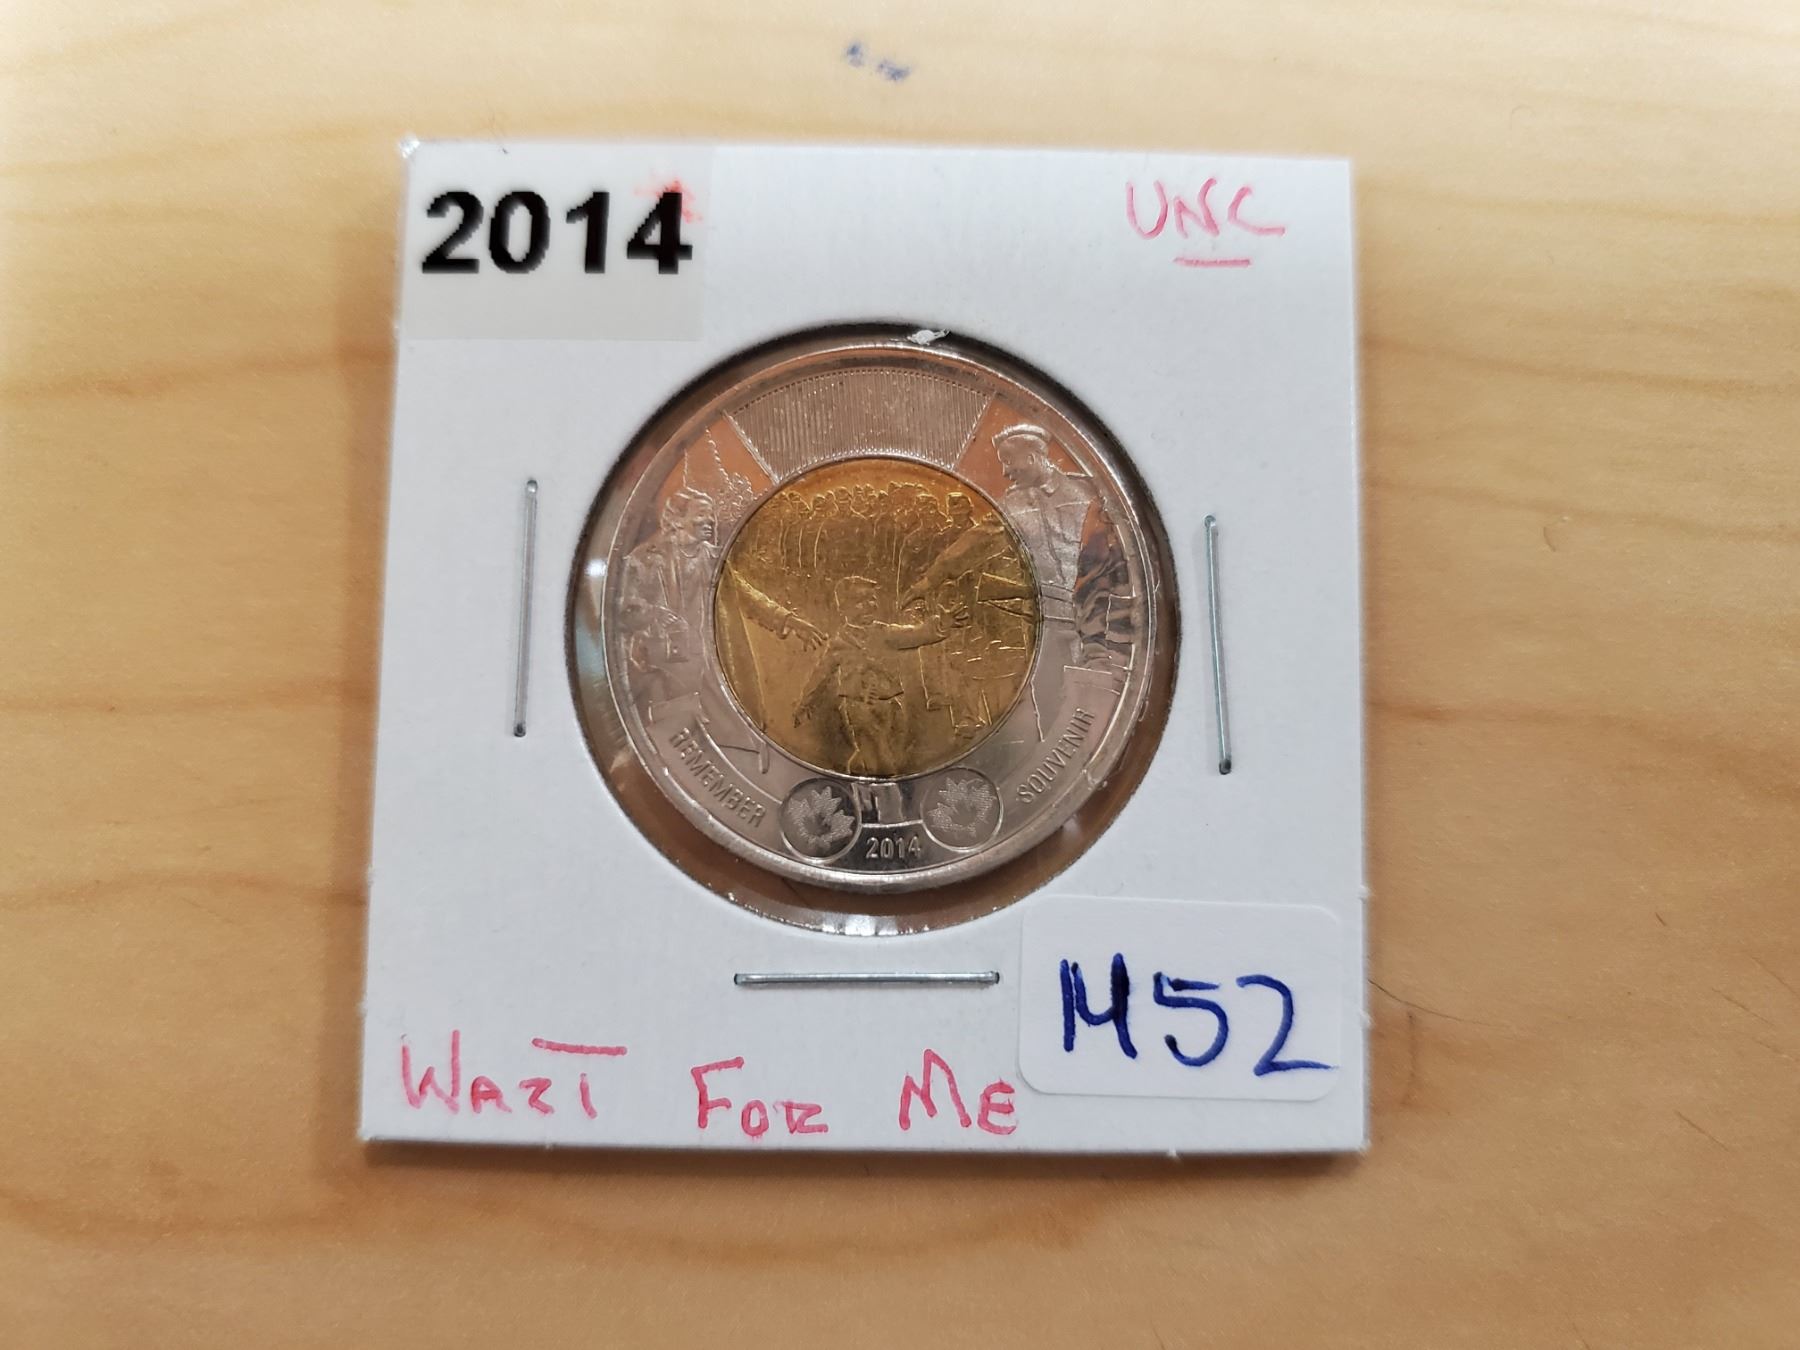 2014
UNC
REMEMBER
SOUVENIR
2014
M52
WAIT FOR ME